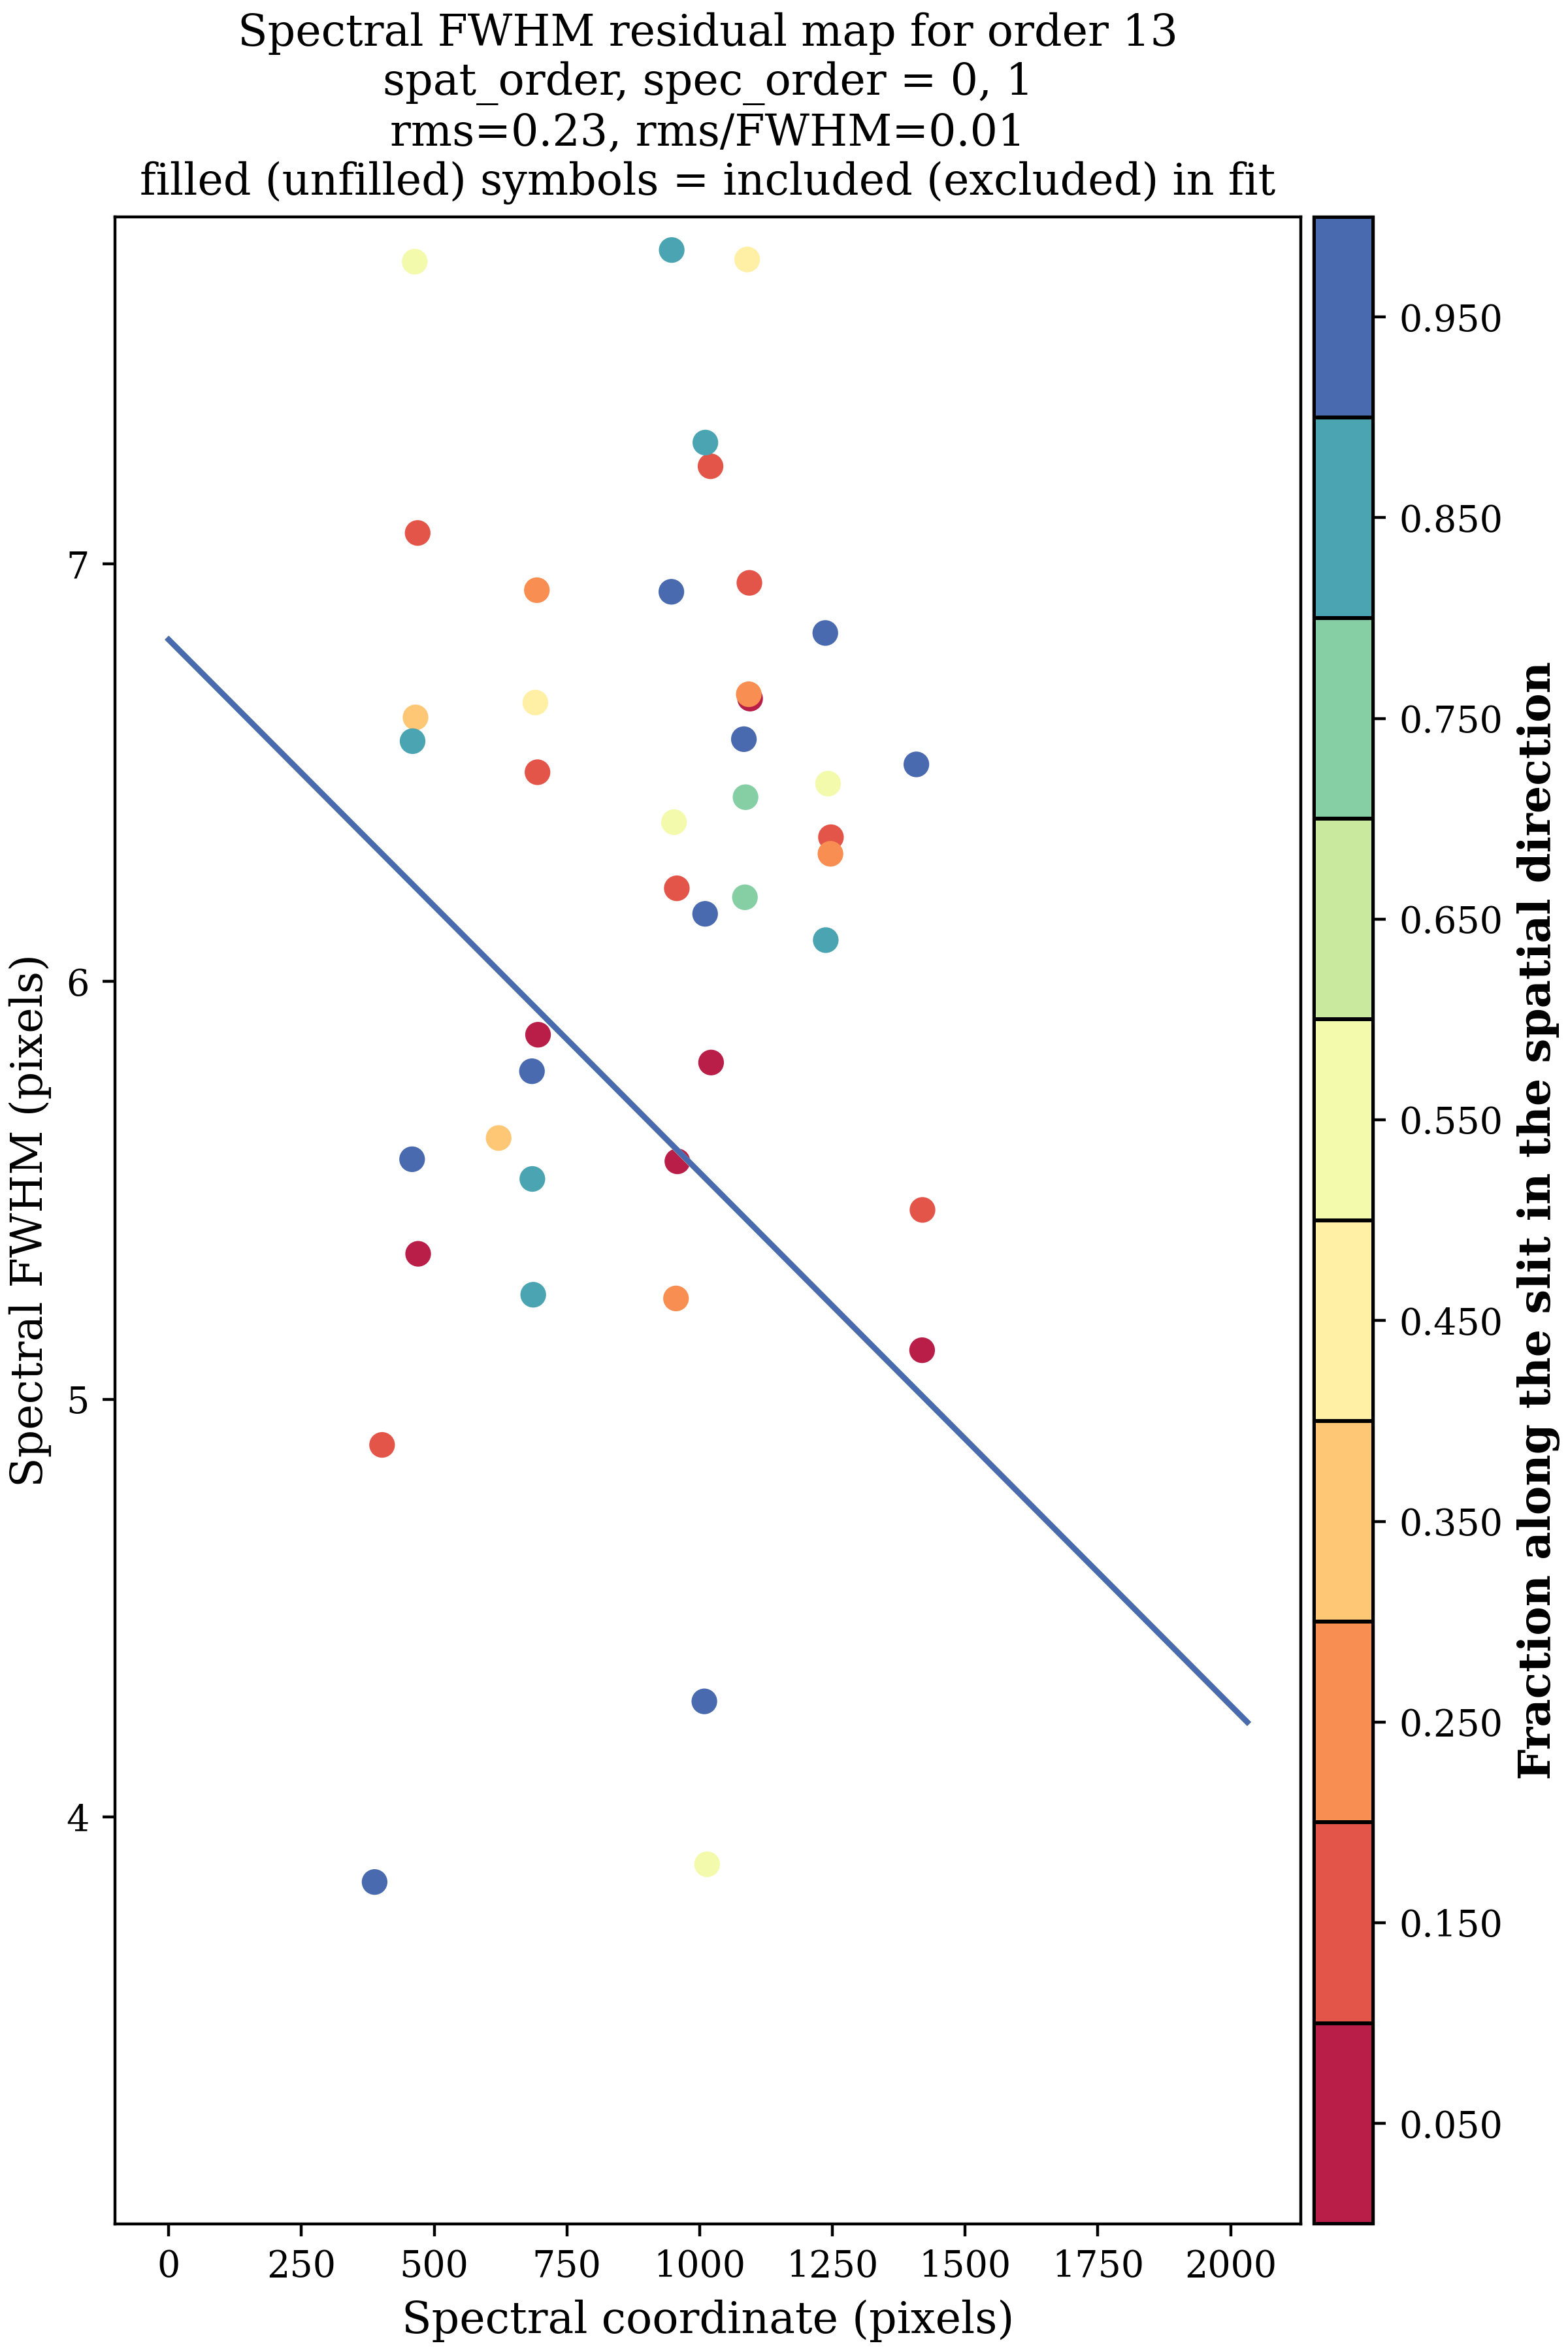 Spectral FWHM residual map for order 13
spat_order, spec_order = 0, 1
rms=0.23, rms/FWHM=0.01
filled (unfilled) symbols = included (excluded) in fit
Spectral FWHM (pixels)
7
6
5
4
0 250 500 750 1000 1250 1500 1750 2000
Spectral coordinate (pixels)
0.950
0.850
0.750
0.650
0.550
0.450
0.350
0.250
0.150
0.050
Fraction along the slit in the spatial direction